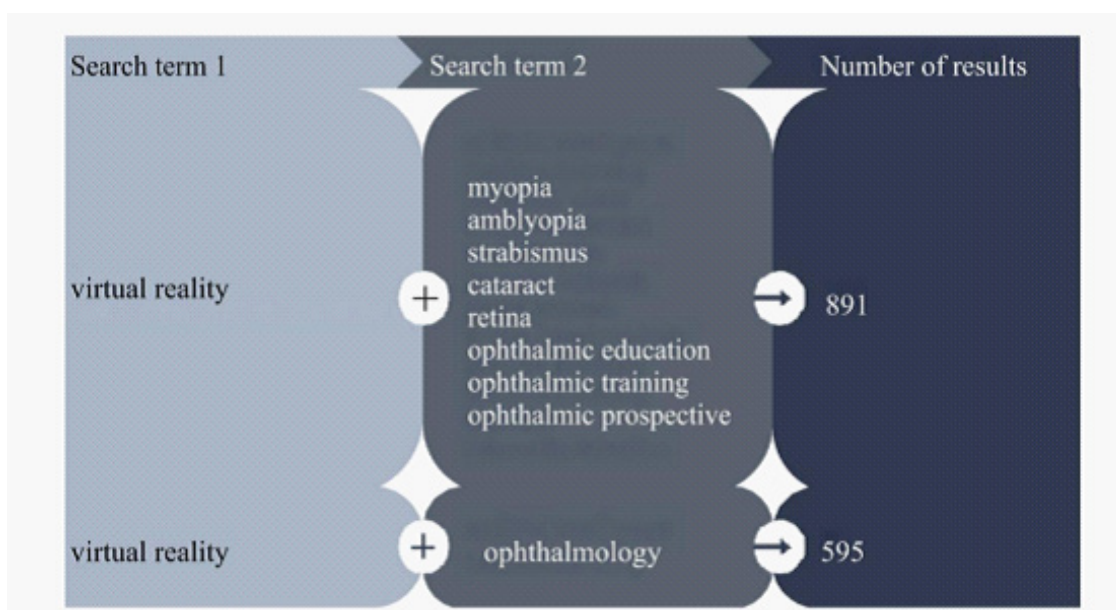 Search term 1
Search term 2
Number of results
virtual reality
+
myopia
amblyopia
strabismus
cataract
retina
ophthalmic education
ophthalmic training
ophthalmic prospective
891
virtual reality
+
ophthalmology
595